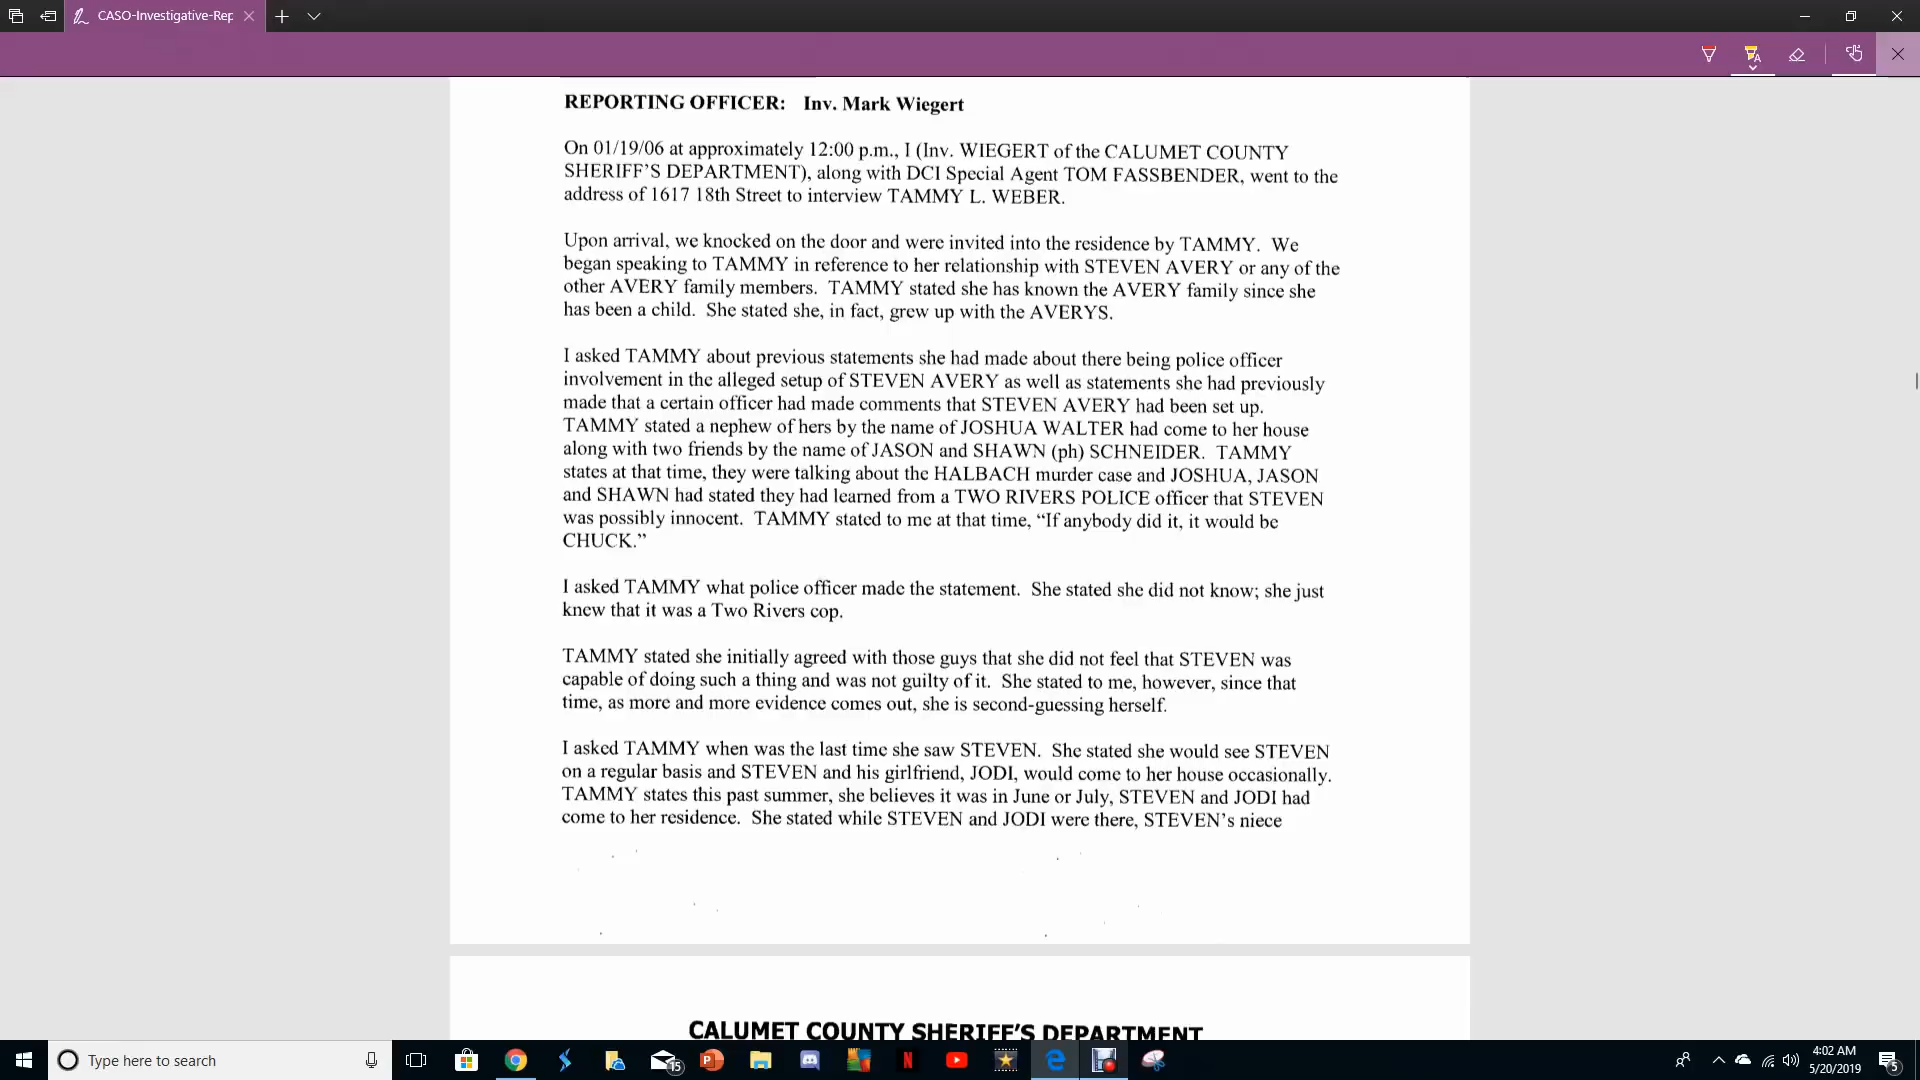 CASO-Investigative-Rep
REPORTING OFFICER: Inv. Mark Wiegert
On 01/19/06 at approximately 12:00 p.m., I (Inv. WIEGERT of the CALUMET COUNTY
SHERIFF'S DEPARTMENT), along with DCI Special Agent TOM FASSBENDER, went to the
address of 1617 18th Street to interview TAMMY L. WEBER.
Upon arrival, we knocked on the door and were invited into the residence by TAMMY. We
began speaking to TAMMY in reference to her relationship with STEVEN AVERY or any of the
other AVERY family members. TAMMY stated she has known the AVERY family since she
has been a child. She stated she, in fact, grew up with the AVERYS.
I asked TAMMY about previous statements she had made about there being police officer
involvement in the alleged setup of STEVEN AVERY as well as statements she had previously
made that a certain officer had made comments that STEVEN AVERY had been set up.
TAMMY stated a nephew of hers by the name of JOSHUA WALTER had come to her house
along with two friends by the name of JASON and SHAWN (ph) SCHNEIDER. TAMMY
states at that time, they were talking about the HALBACH murder case and JOSHUA, JASON
and SHAWN had stated they had learned from a TWO RIVERS POLICE officer that STEVEN
was possibly innocent. TAMMY stated to me at that time, “If anybody did it, it would be
CHUCK.”
I asked TAMMY what police officer made the statement. She stated she did not know; she just
knew that it was a Two Rivers cop.
TAMMY stated she initially agreed with those guys that she did not feel that STEVEN was
capable of doing such a thing and was not guilty of it. She stated to me, however, since that
time, as more and more evidence comes out, she is second-guessing herself.
I asked TAMMY when was the last time she saw STEVEN. She stated she would see STEVEN
on a regular basis and STEVEN and his girlfriend, JODI, would come to her house occasionally.
TAMMY states this past summer, she believes it was in June or July, STEVEN and JODI had
come to her residence. She stated while STEVEN and JODI were there, STEVEN's niece
CALUMET COUNTY SHERIFF'S DEPARTMENT
Type here to search
15
4:02 AM
5/20/2019
5